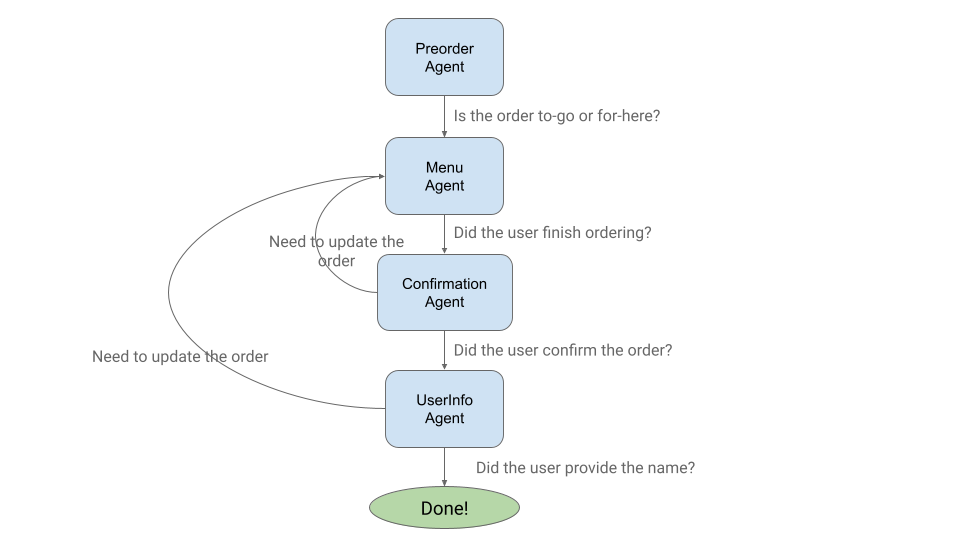 Preorder
Agent
Is the order to-go or for-here?
Menu
Agent
Did the user finish ordering?
Need to update the
order
Confirmation
Agent
Did the user confirm the order?
Need to update the order
UserInfo
Agent
Did the user provide the name?
Done!